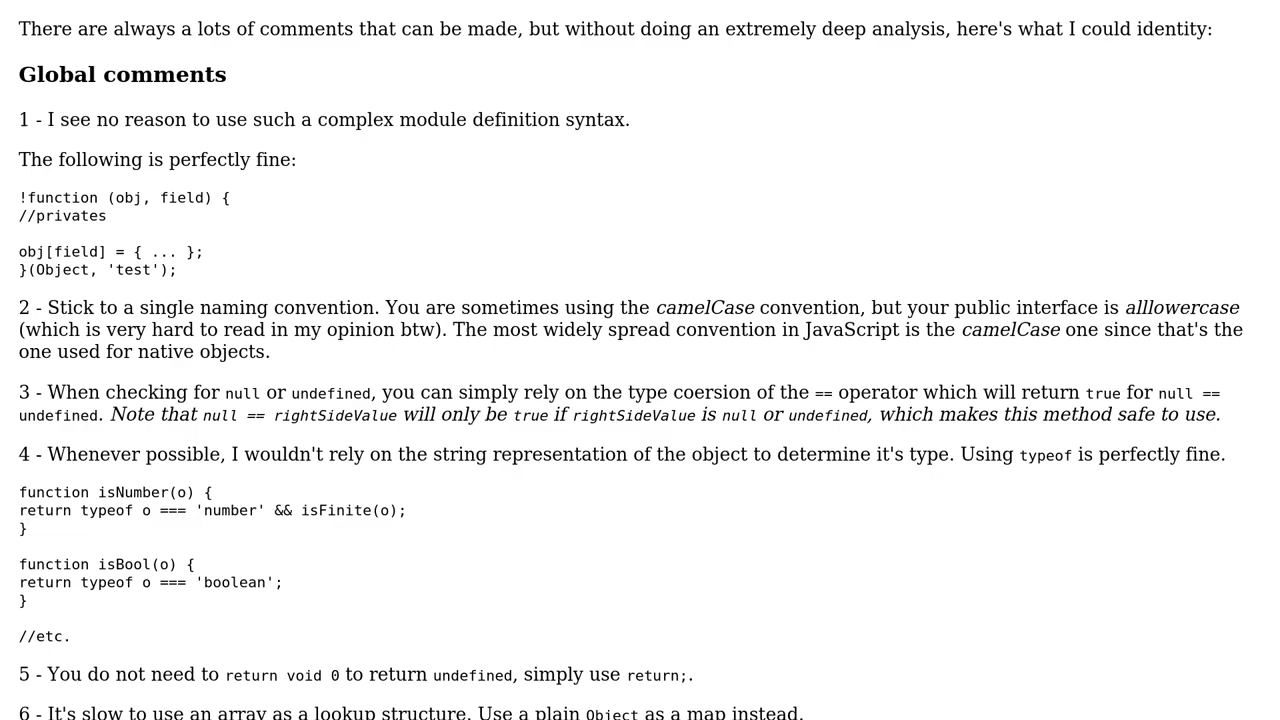 There are always a lots of comments that can be made, but without doing an extremely deep analysis, here's what I could identity:
Global comments
1 - I see no reason to use such a complex module definition syntax.
The following is perfectly fine:
!function (obj, field) {
//privates
obj[field] = { ... };
}(Object, 'test');
2 - Stick to a single naming convention. You are sometimes using the camelCase convention, but your public interface is alllowercase
(which is very hard to read in my opinion btw). The most widely spread convention in JavaScript is the camelCase one since that's the
one used for native objects.
3 - When checking for null or undefined, you can simply rely on the type coersion of the == operator which will return true for null ==
undefined. Note that null == rightSideValue will only be true if rightSideValue is null or undefined, which makes this method safe to use.
4 - Whenever possible, I wouldn't rely on the string representation of the object to determine it's type. Using typeof is perfectly fine.
function isNumber(o) {
return typeof o === 'number' && isFinite(o);
}
function isBool(o) {
return typeof o === 'boolean';
}
//etc.
5 - You do not need to return void 0 to return undefined, simply use return;.
6 - It's slow to use an array as a lookup structure. Use a plain Object as a map instead.